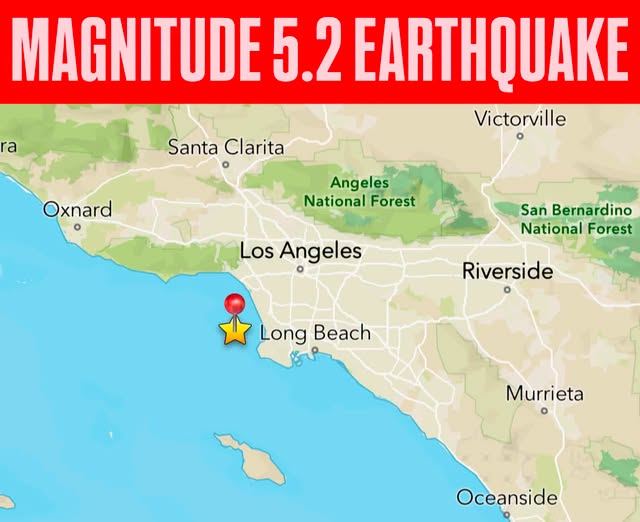 MAGNITUDE 5.2 EARTHQUAKE
Victorville
ra
Santa Clarita
Angeles
National Forest
Oxnard
San Bernardino
National Forest
Los Angeles
Riverside
Long Beach
Murrieta
Oceanside